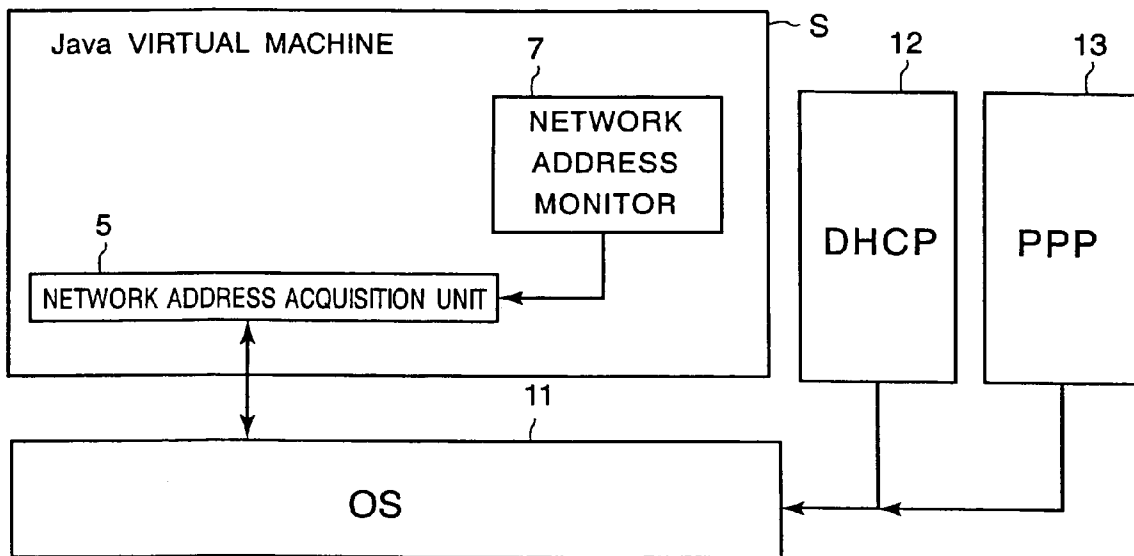 Java VIRTUAL MACHINE
S
7
12
13
NETWORK
ADDRESS
MONITOR
DHCP
PPP
5
NETWORK ADDRESS ACQUISITION UNIT
11
OS